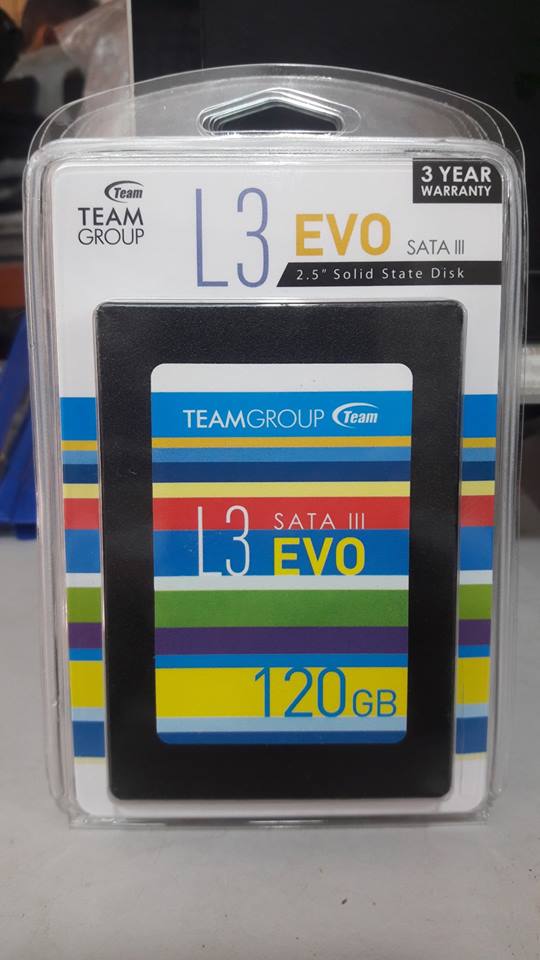 3 YEAR
WARRANTY
Team
TEAM
GROUP
L3 EVO SATA III
2.5" Solid State Disk
TEAMGROUP Team
L3 SATA III
EVO
120GB